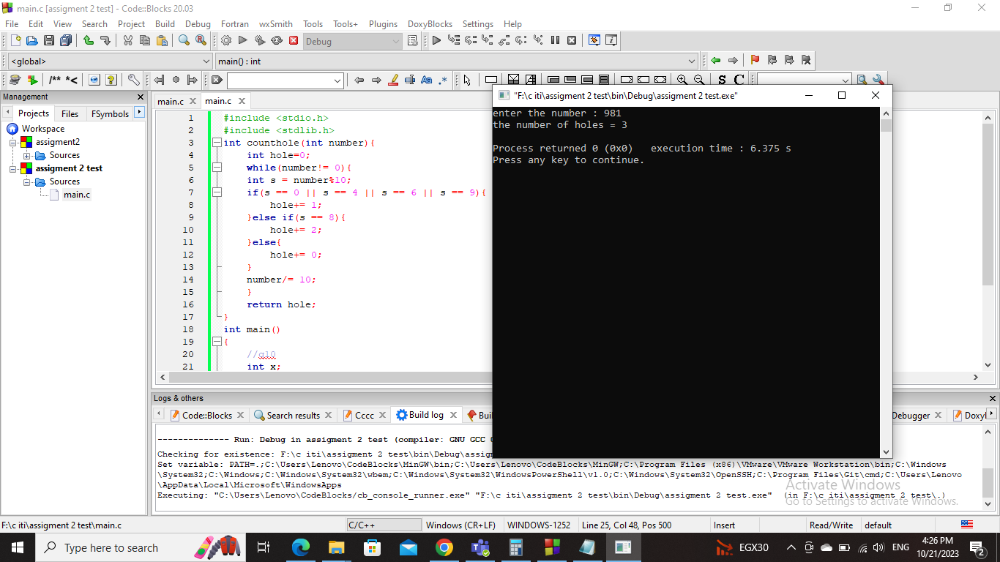 main.c [assigment 2 test] - Code::Blocks 20.03
File Edit View Search Project Build Debug Fortran wxSmith Tools Tools+ Plugins DoxyBlocks Settings Help
Debug
<global> main() : int
/** *< Aa .* S C
Management
Projects Files FSymbols
Workspace
assigment2
Sources
assigment 2 test
Sources
main.c
main.c main.c
1 #include <stdio.h>
2 #include <stdlib.h>
3 int counthole(int number){
4 int hole=0;
5 while(number!= 0){
6 int s = number%10;
7 if(s == 0 || s == 4 || s == 6 || s == 9){
8 hole+= 1;
9 }else if(s == 8){
10 hole+= 2;
11 }else{
12 hole+= 0;
13 }
14 number/= 10;
15 }
16 return hole;
17 }
18 int main()
19 {
20 //q10
21 int x;
"F:\c iti\assigment 2 test\bin\Debug\assigment 2 test.exe"
enter the number : 981
the number of holes = 3
Process returned 0 (0x0) execution time : 6.375 s
Press any key to continue.
Logs & others
Code::Blocks Search results Cccc Build log Buil Debugger Doxyl
-------------- Run: Debug in assigment 2 test (compiler: GNU GCC
Checking for existence: F:\c iti\assigment 2 test\bin\Debug\assig
Set variable: PATH=.;C:\Users\Lenovo\CodeBlocks\MinGW\bin;C:\Users\Lenovo\CodeBlocks\MinGW;C:\Program Files (x86)\VMware\VMware Workstation\bin;C:\Windows
\System32;C:\Windows;C:\Windows\System32\wbem;C:\Windows\System32\WindowsPowerShell\v1.0;C:\Windows\System32\OpenSSH;C:\Program Files\Git\cmd;C:\Users\Lenovo
\AppData\Local\Microsoft\WindowsApps
Executing: "C:\Users\Lenovo\CodeBlocks/cb_console_runner.exe" "F:\c iti\assigment 2 test\bin\Debug\assigment 2 test.exe" (in F:\c iti\assigment 2 test\.)
Activate Windows
Go to Settings to activate Windows.
F:\c iti\assigment 2 test\main.c C/C++ Windows (CR+LF) WINDOWS-1252 Line 25, Col 48, Pos 500 Insert Read/Write default
Type here to search EGX30 ENG 4:26 PM
10/21/2023 2